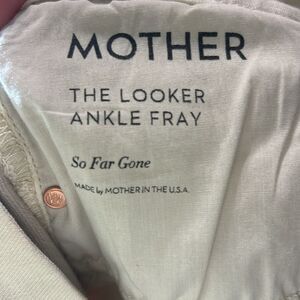 MOTHER
THE LOOKER
ANKLE FRAY
So Far Gone
MADE by MOTHER IN THE U.S.A.